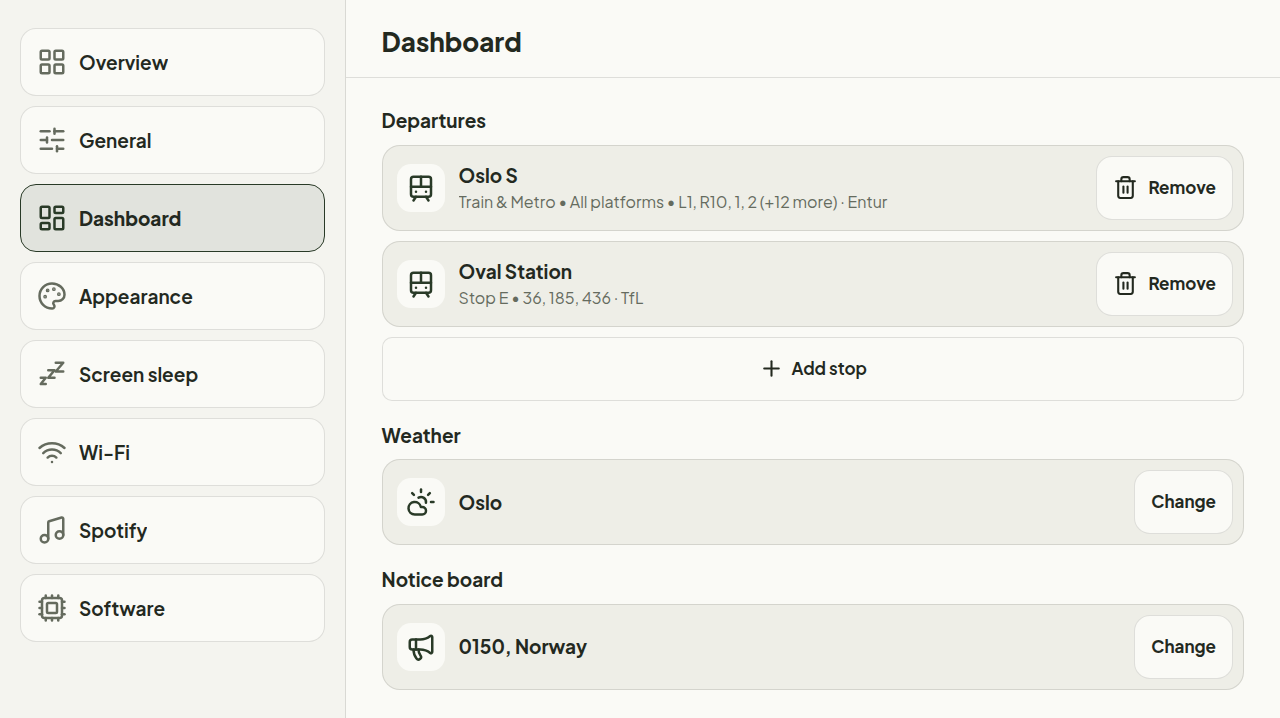 Overview
General
Dashboard
Appearance
Screen sleep
Wi-Fi
Spotify
Software
Dashboard
Departures
Oslo S
Train & Metro • All platforms • L1, R10, 1, 2 (+12 more) · Entur
Remove
Oval Station
Stop E • 36, 185, 436 · TfL
Remove
Add stop
Weather
Oslo
Change
Notice board
0150, Norway
Change